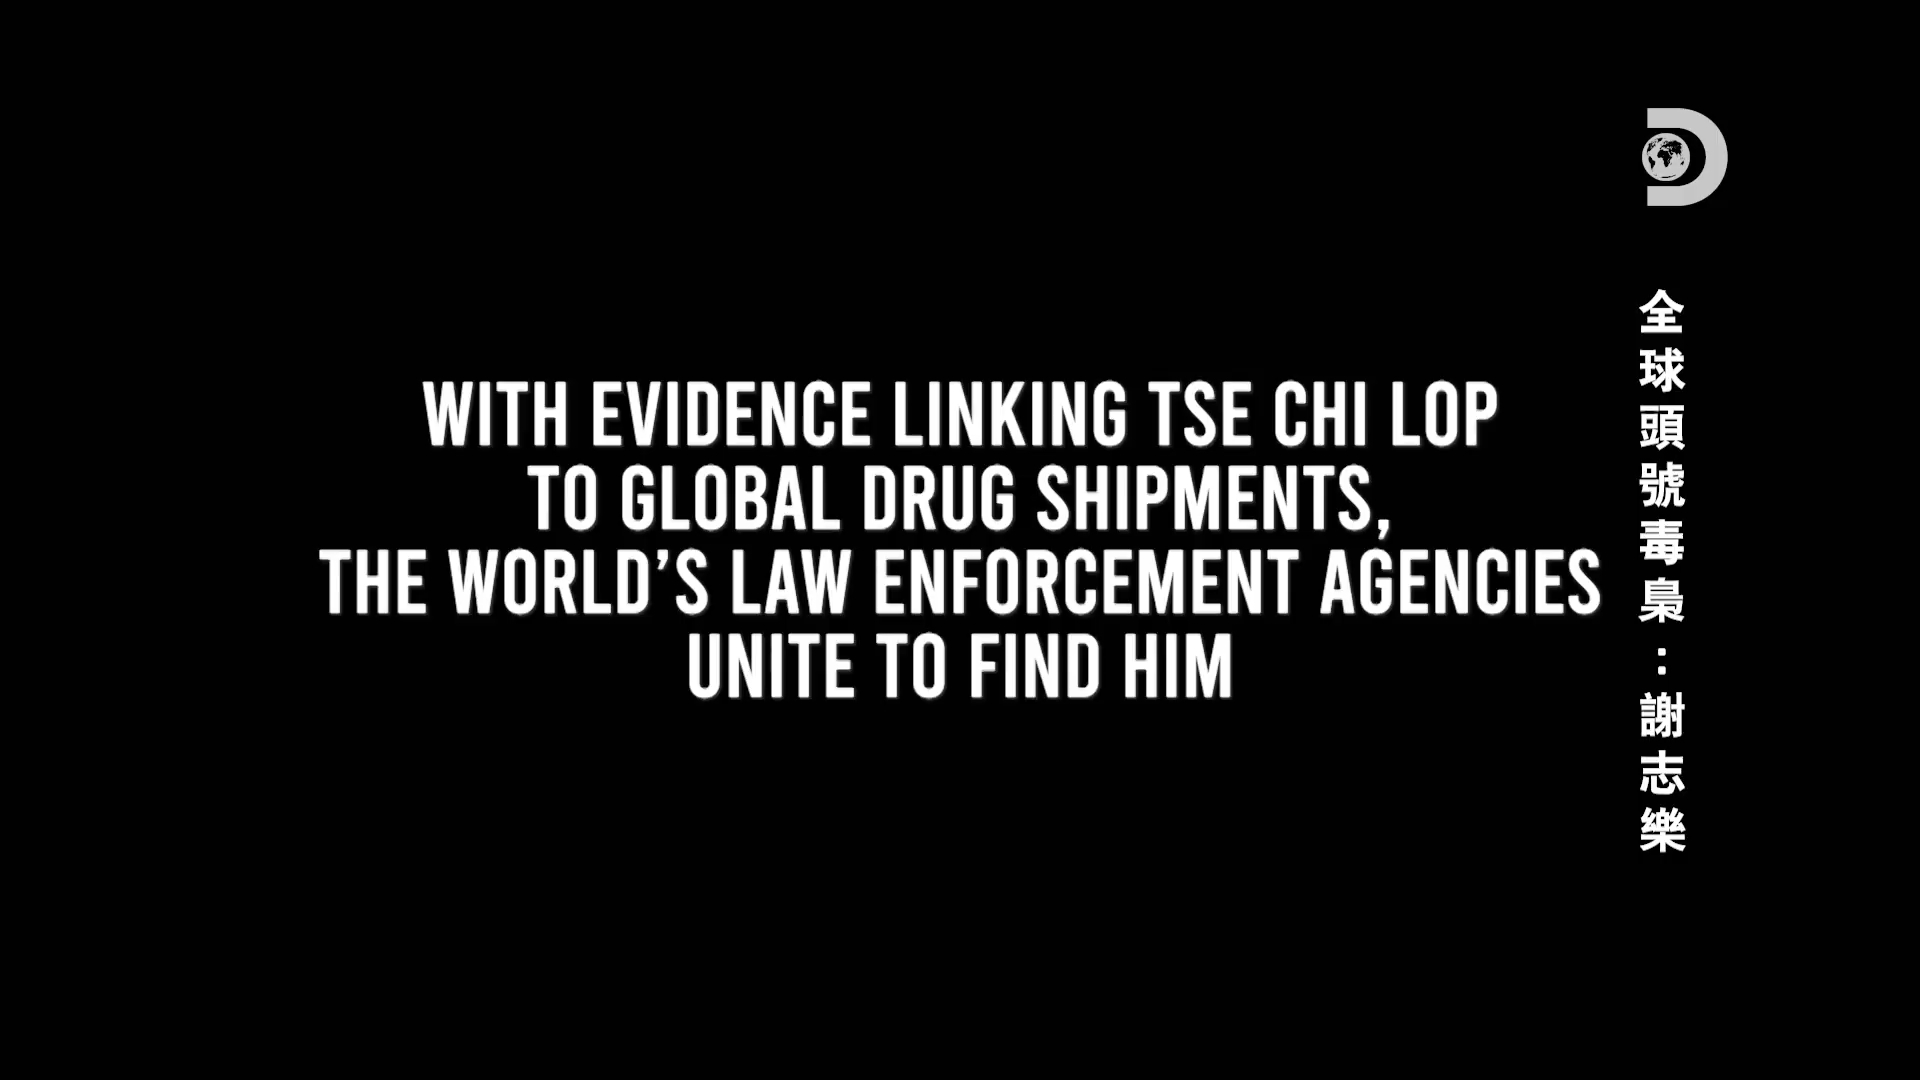 WITH EVIDENCE LINKING TSE CHI LOP
TO GLOBAL DRUG SHIPMENTS,
THE WORLD’S LAW ENFORCEMENT AGENCIES
UNITE TO FIND HIM
全球頭號毒梟：謝志樂